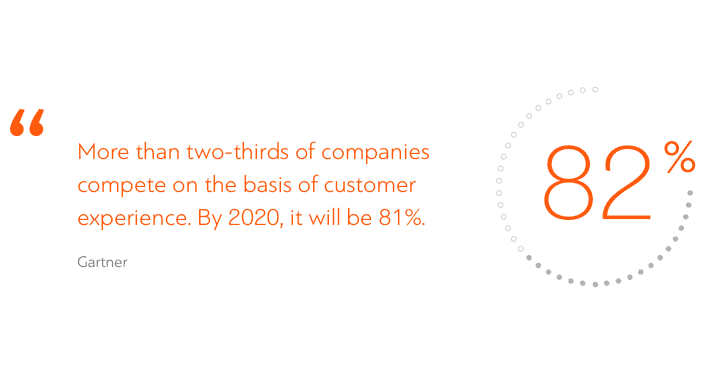 “
More than two-thirds of companies
compete on the basis of customer
experience. By 2020, it will be 81%.
Gartner
82%